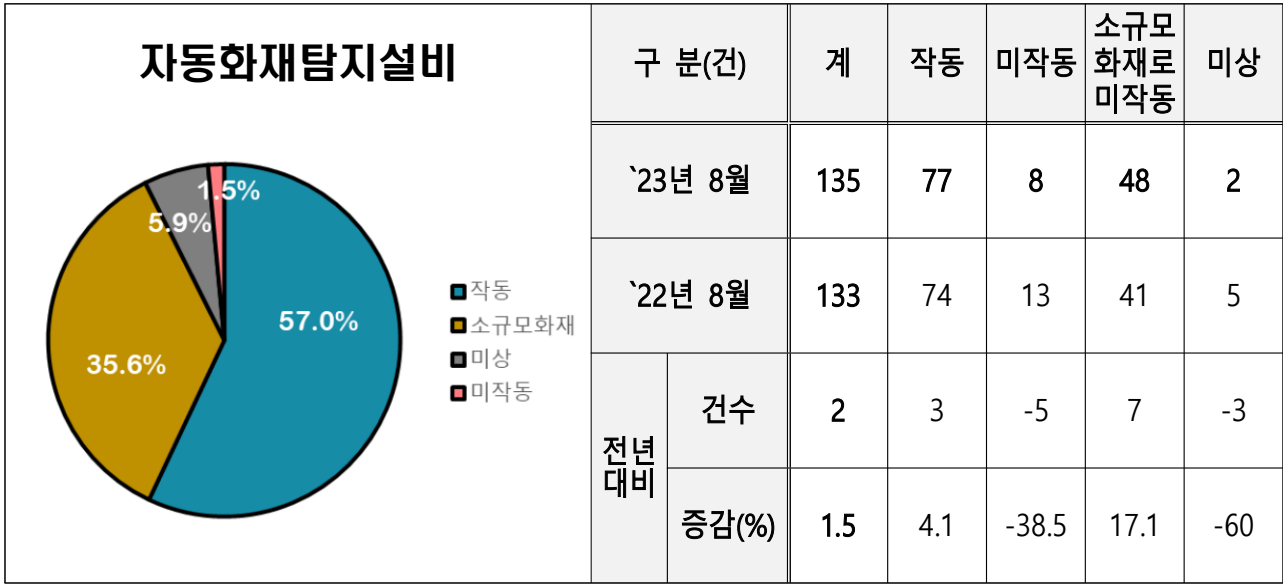 자동화재탐지설비
1.5%
5.9%
57.0%
35.6%
작동
소규모화재
미상
미작동
구 분(건) 계 작동 미작동 소규모 화재로 미작동 미상
`23년 8월 135 77 8 48 2
`22년 8월 133 74 13 41 5
전년 대비 건수 2 3 -5 7 -3
증감(%) 1.5 4.1 -38.5 17.1 -60